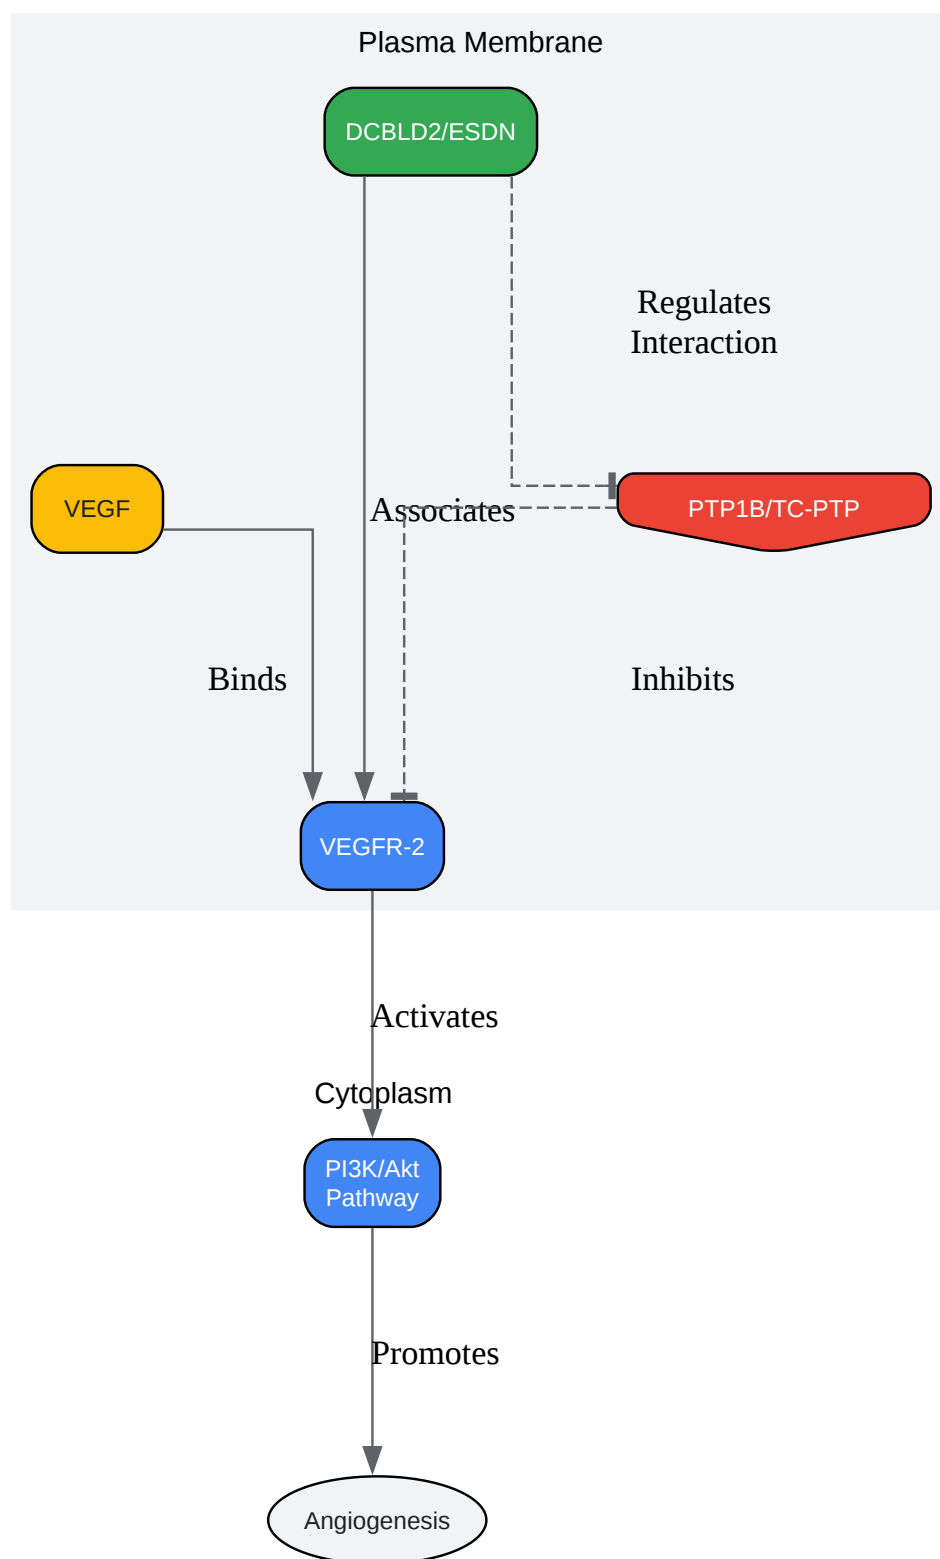 Plasma Membrane
DCBLD2/ESDN
Regulates
Interaction
VEGF
Associates
PTP1B/TC-PTP
Binds
Inhibits
VEGFR-2
Activates
Cytoplasm
PI3K/Akt
Pathway
Promotes
Angiogenesis